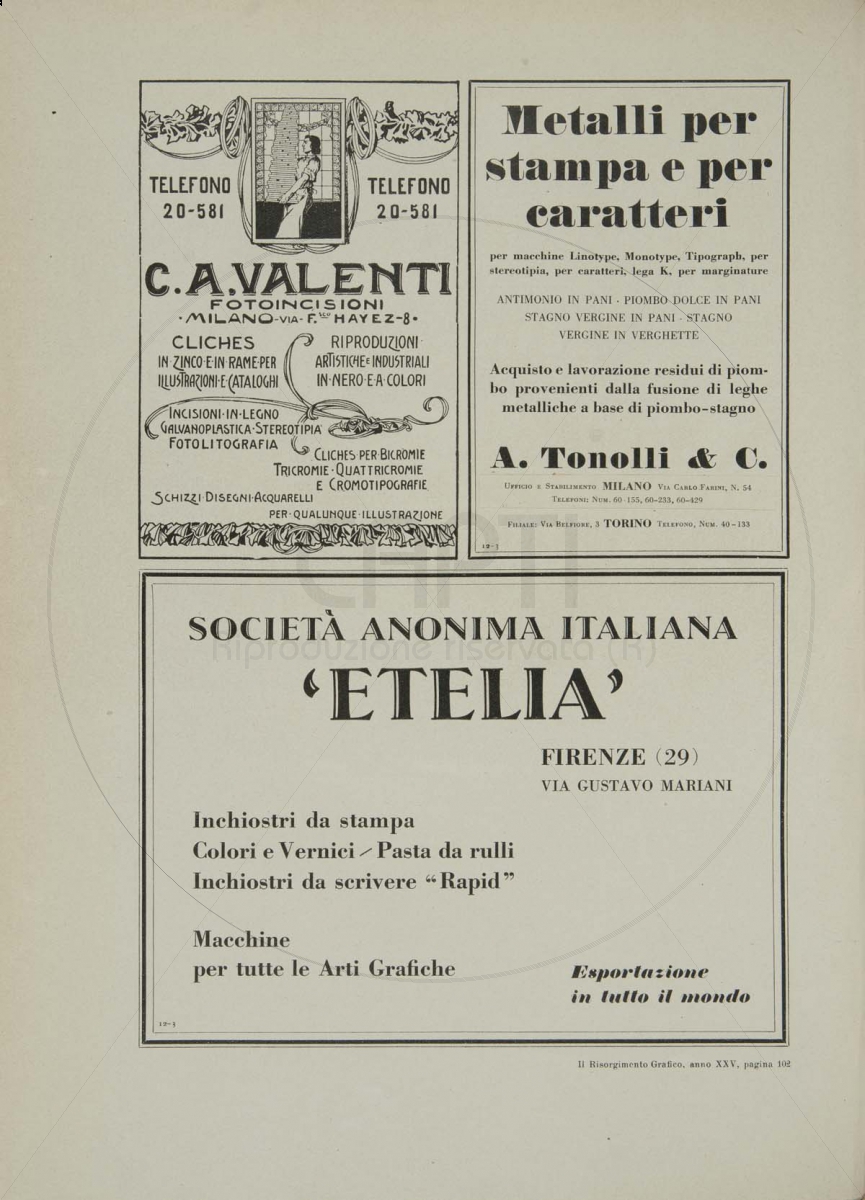 TELEFONO
20-581
TELEFONO
20-581
C.A.VALENTI
FOTOINCISIONI
·MILANO-VIA-F.sco HAYEZ-8·
CLICHES
IN·ZINCO·E·IN·RAME·PER
ILLUSTRAZIONI·E·CATALOGHI
RIPRODUZIONI
ARTISTICHE E INDUSTRIALI
IN·NERO·E·A·COLORI
INCISIONI·IN·LEGNO
GALVANOPLASTICA·STEREOTIPIA
FOTOLITOGRAFIA
CLICHES PER·BICROMIE
TRICROMIE·QUATTRICROMIE
E CROMOTIPOGRAFIE
SCHIZZI·DISEGNI·ACQUARELLI
PER·QUALUNQUE·ILLUSTRAZIONE
Metalli per
stampa e per
caratteri
per macchine Linotype, Monotype, Tipograph, per
stereotipia, per caratteri, lega K, per marginature
ANTIMONIO IN PANI - PIOMBO DOLCE IN PANI
STAGNO VERGINE IN PANI - STAGNO
VERGINE IN VERGHETTE
Acquisto e lavorazione residui di piom-
bo provenienti dalla fusione di leghe
metalliche a base di piombo-stagno
A. Tonolli & C.
UFFICIO E STABILIMENTO MILANO VIA CARLO FARINI, N. 54
TELEFONI: NUM. 60-155, 60-233, 60-429
FILIALE: VIA BELFIORE, 3 TORINO TELEFONO, NUM. 40-133
12-3
SOCIETÀ ANONIMA ITALIANA
‘ETELIA’
FIRENZE (29)
VIA GUSTAVO MARIANI
Inchiostri da stampa
Colori e Vernici - Pasta da rulli
Inchiostri da scrivere “Rapid”
Macchine
per tutte le Arti Grafiche
Esportazione
in tutto il mondo
12-3
Il Risorgimento Grafico, anno XXV, pagina 102
CAPTI
Riproduzione riservata (R)